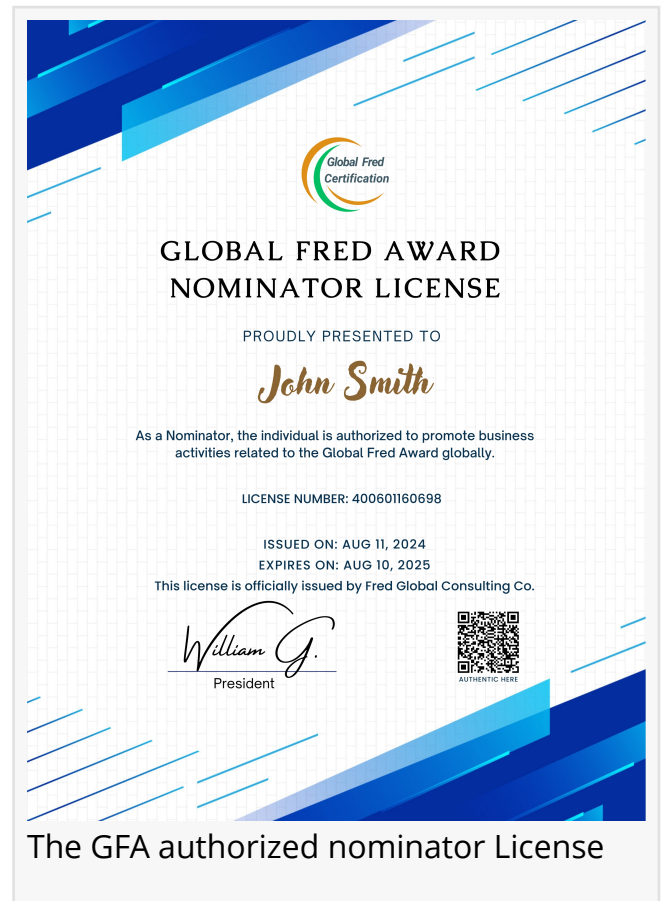 Global Fred
Certification
GLOBAL FRED AWARD
NOMINATOR LICENSE
PROUDLY PRESENTED TO
John Smith
As a Nominator, the individual is authorized to promote business
activities related to the Global Fred Award globally.
LICENSE NUMBER: 400601160698
ISSUED ON: AUG 11, 2024
EXPIRES ON: AUG 10, 2025
This license is officially issued by Fred Global Consulting Co.
William G.
President
AUTHENTIC HERE
The GFA authorized nominator License